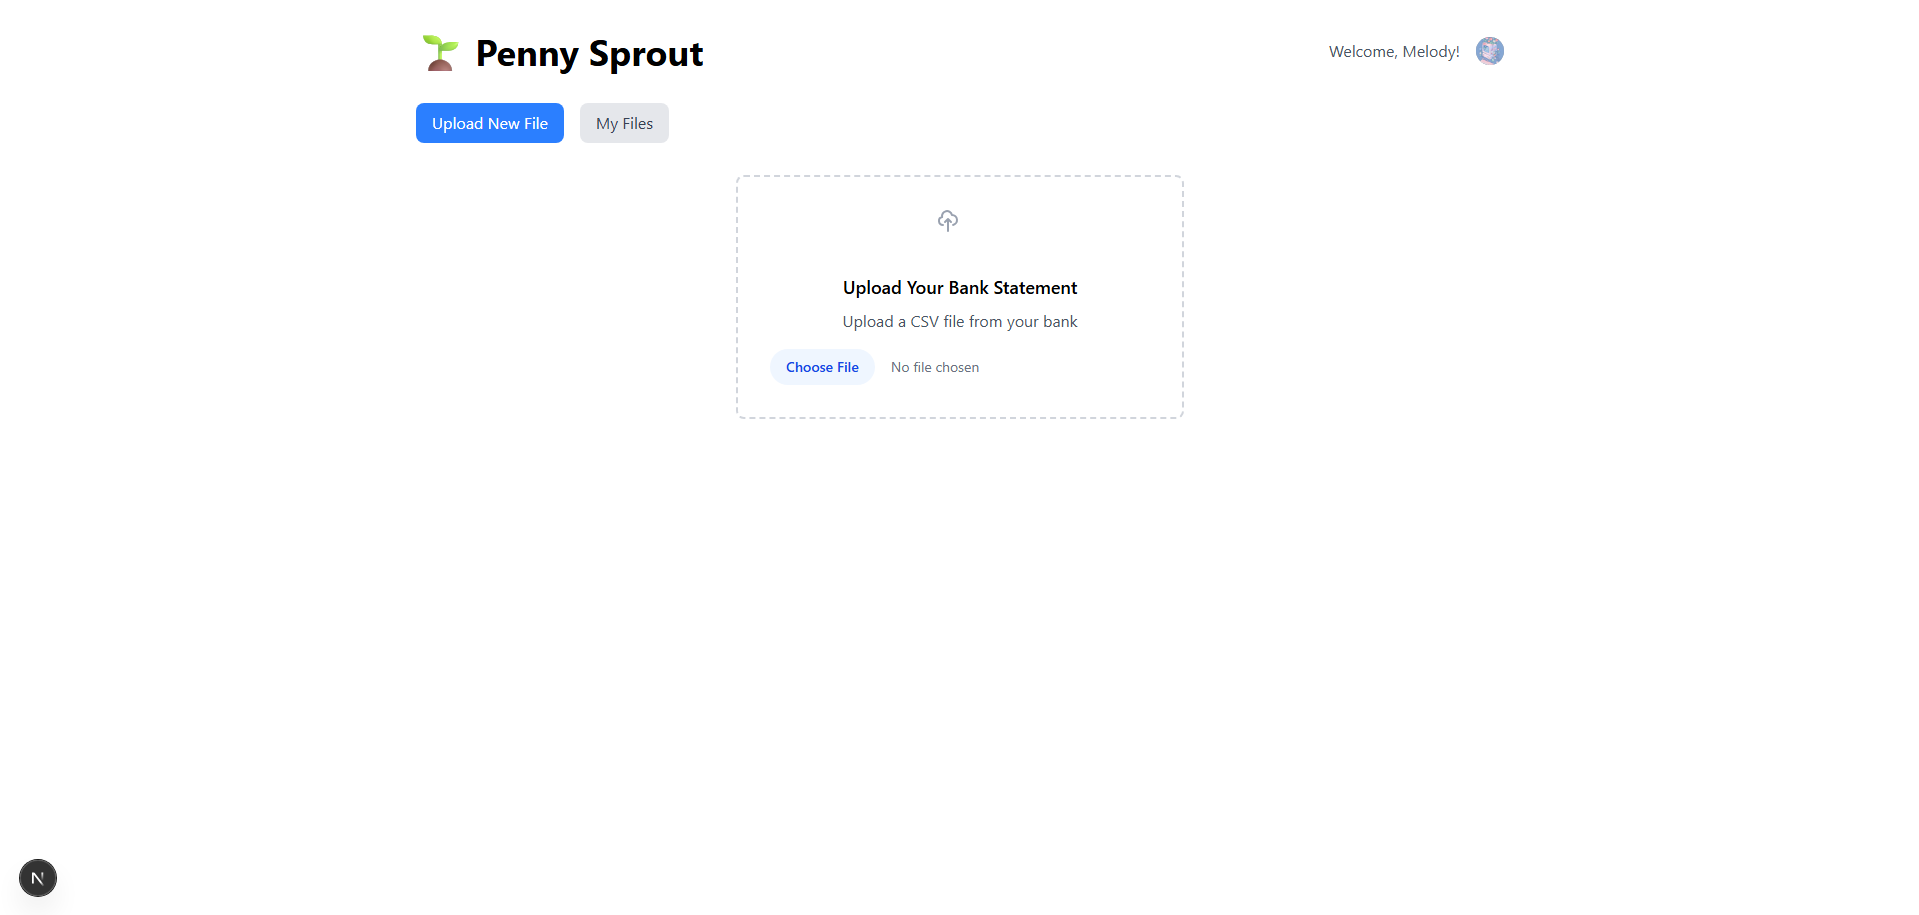 Penny Sprout
Welcome, Melody!
Upload New File
My Files
Upload Your Bank Statement
Upload a CSV file from your bank
Choose File
No file chosen
N